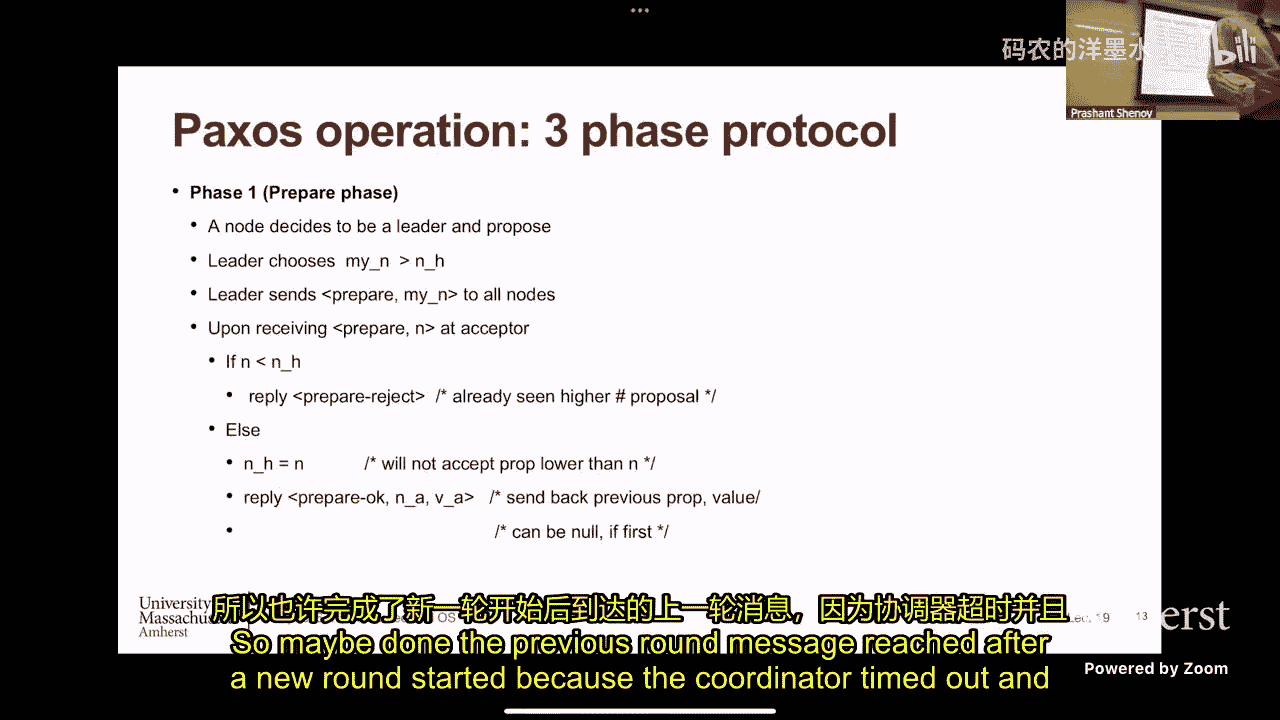 码农的洋墨水
bili
Prashant Shenoy
Paxos operation: 3 phase protocol
• Phase 1 (Prepare phase)
• A node decides to be a leader and propose
• Leader chooses my_n > n_h
• Leader sends <prepare, my_n> to all nodes
• Upon receiving <prepare, n> at acceptor
• If n < n_h
• reply <prepare-reject> /* already seen higher # proposal */
• Else
• n_h = n /* will not accept prop lower than n */
• reply <prepare-ok, n_a, v_a> /* send back previous prop, value/
• /* can be null, if first */
University
Massachus
Amherst
OS
Lec. 19
13
erst
所以也许完成了新一轮开始后到达的上一轮消息，因为协调器超时并且
So maybe done the previous round message reached after
a new round started because the coordinator timed out and
Powered by Zoom